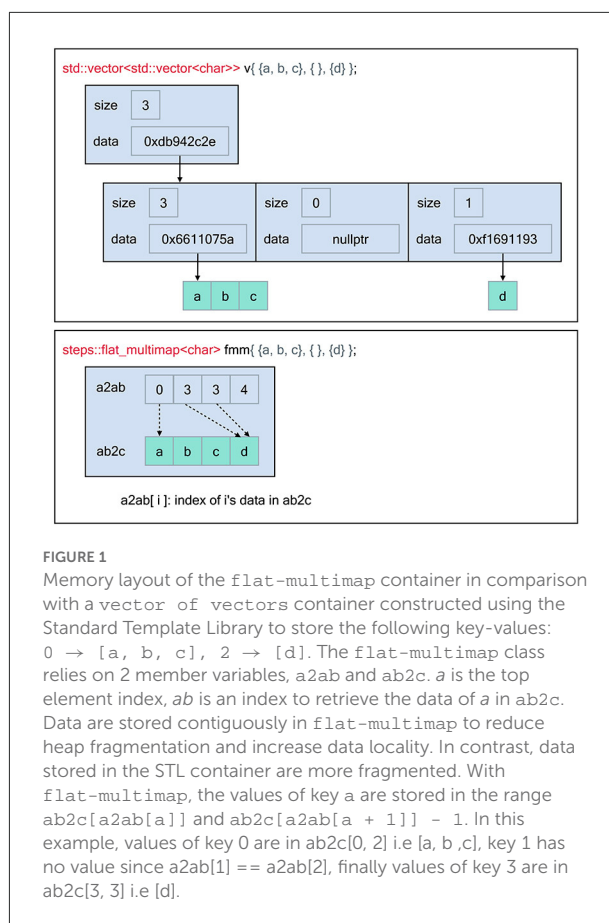 std::vector<std::vector<char>> v{ {a, b, c}, { }, {d} };
size 3
data 0xdb942c2e
size 3 size 0 size 1
data 0x6611075a data nullptr data 0xf1691193
a b c d
steps::flat_multimap<char> fmm{ {a, b, c}, { }, {d} };
a2ab 0 3 3 4
ab2c a b c d
a2ab[ i ]: index of i's data in ab2c
FIGURE 1
Memory layout of the flat-multimap container in comparison
with a vector of vectors container constructed using the
Standard Template Library to store the following key-values:
0 → [a, b, c], 2 → [d]. The flat-multimap class
relies on 2 member variables, a2ab and ab2c. a is the top
element index, ab is an index to retrieve the data of a in ab2c.
Data are stored contiguously in flat-multimap to reduce
heap fragmentation and increase data locality. In contrast, data
stored in the STL container are more fragmented. With
flat-multimap, the values of key a are stored in the range
ab2c[a2ab[a]] and ab2c[a2ab[a + 1]] - 1. In this
example, values of key 0 are in ab2c[0, 2] i.e [a, b ,c], key 1 has
no value since a2ab[1] == a2ab[2], finally values of key 3 are in
ab2c[3, 3] i.e [d].